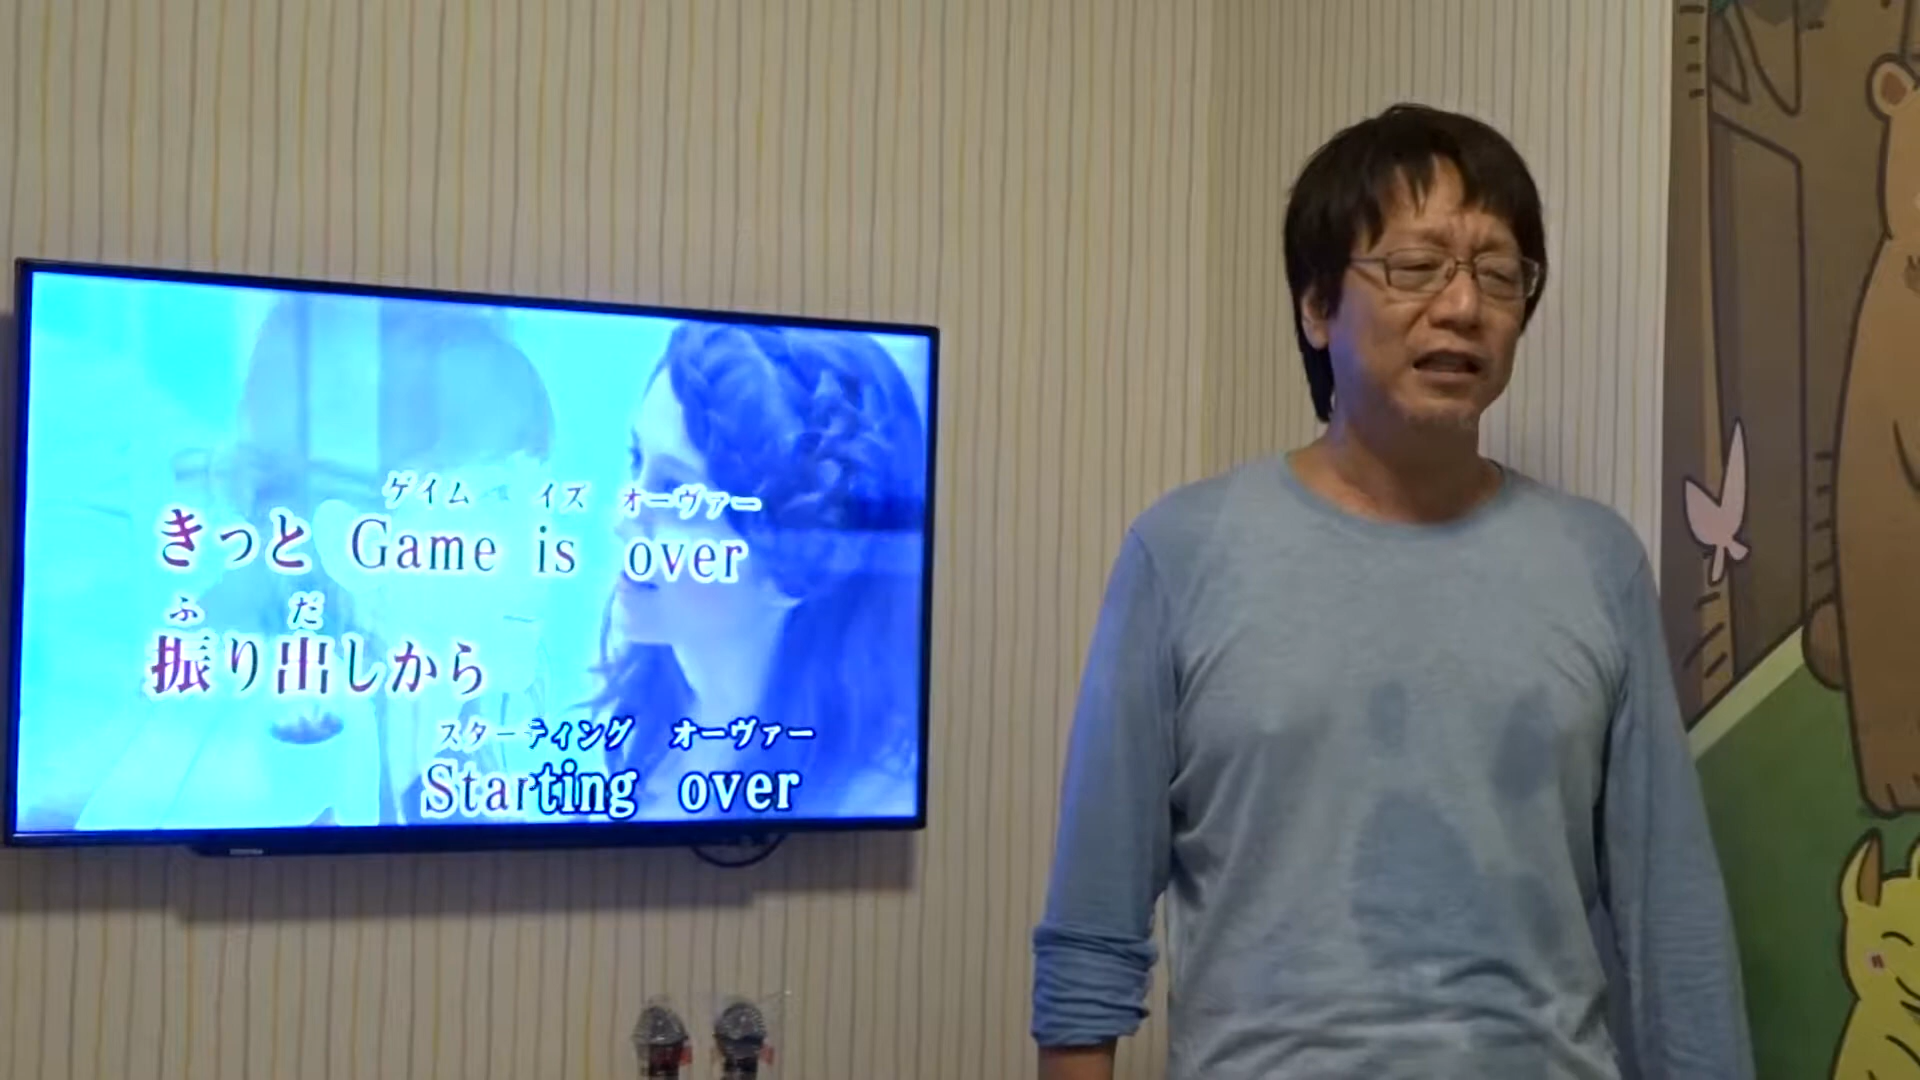 ゲイム イズ オーヴァー
きっと Game is over
ふ だ
振り出しから
スターティング オーヴァー
Starting over